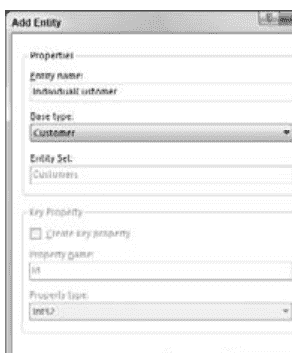 Add Entity
Properties
Entity name:
IndividualCustomer
Base type:
Customer
Entity Set:
Customers
Key Property
Create key property
Property name:
Id
Property type:
Int32